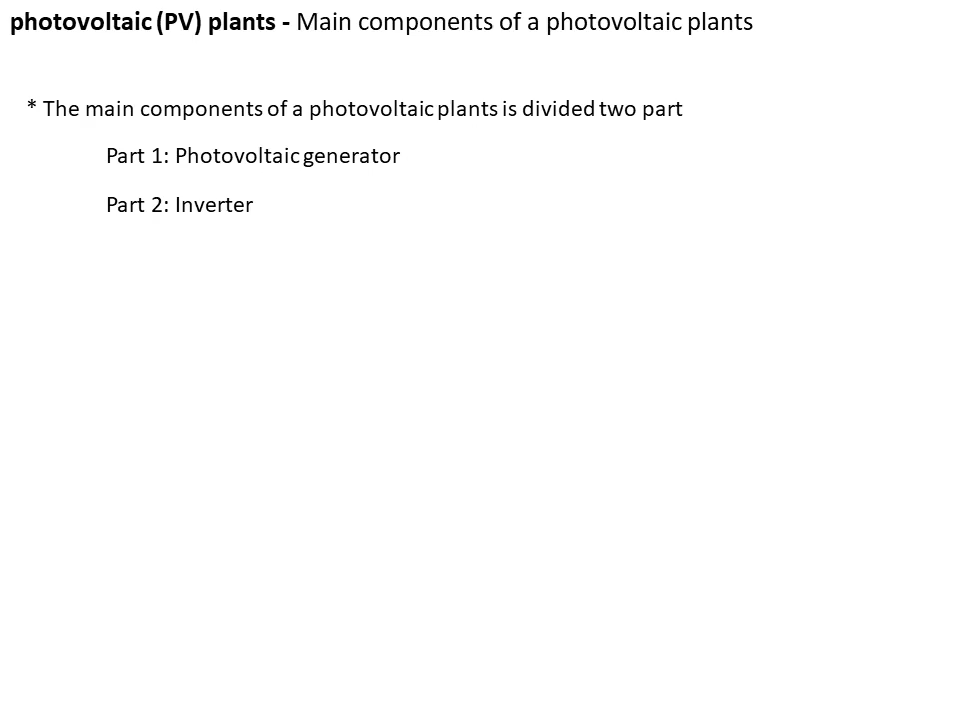 photovoltaic (PV) plants - Main components of a photovoltaic plants
* The main components of a photovoltaic plants is divided two part
Part 1: Photovoltaic generator
Part 2: Inverter